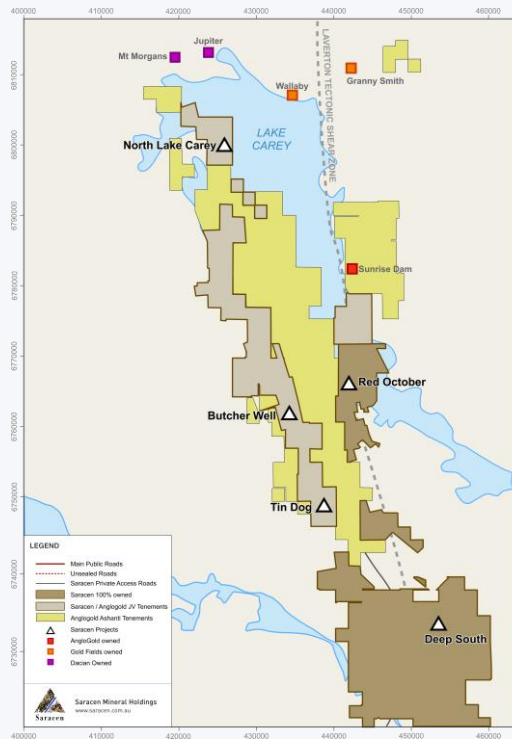 400000 420000 430000 440000 450000 460000
Jupiter
Mt Morgans
6810000
Wallaby
Granny Smith
LAVERTON TECTONIC SHEAR ZONE
LAKE
CAREY
North Lake Carey
6800000
6790000
Sunrise Dam
6780000
6770000
Red October
Butcher Well
6760000
Tin Dog
6750000
6740000
Deep South
6730000
LEGEND
Main Public Roads
Unsealed Roads
Saracen Private Access Roads
Saracen 100% owned
Saracen / Anglogold JV Tenements
Anglogold Ashanti Tenements
Saracen Projects
AngloGold owned
Gold Fields owned
Dacian Owned
Saracen
Saracen Mineral Holdings
www.saracen.com.au
400000 410000 420000 430000 440000 450000 460000